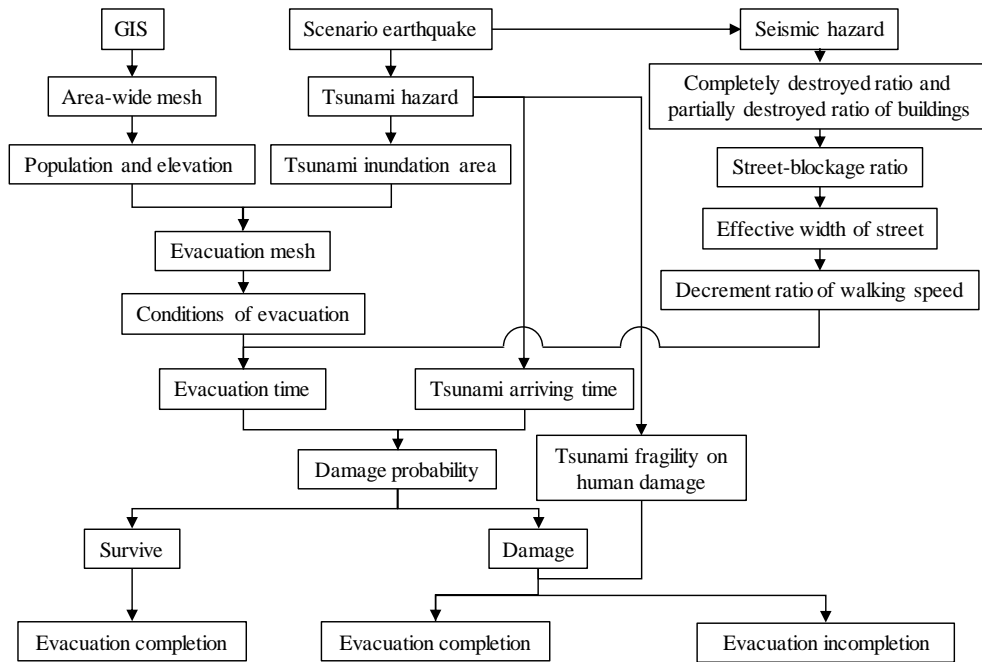 GIS
Scenario earthquake
Seismic hazard
Area-wide mesh
Tsunami hazard
Completely destroyed ratio and
partially destroyed ratio of buildings
Population and elevation
Tsunami inundation area
Street-blockage ratio
Evacuation mesh
Effective width of street
Conditions of evacuation
Decrement ratio of walking speed
Evacuation time
Tsunami arriving time
Damage probability
Tsunami fragility on
human damage
Survive
Damage
Evacuation completion
Evacuation completion
Evacuation incompletion